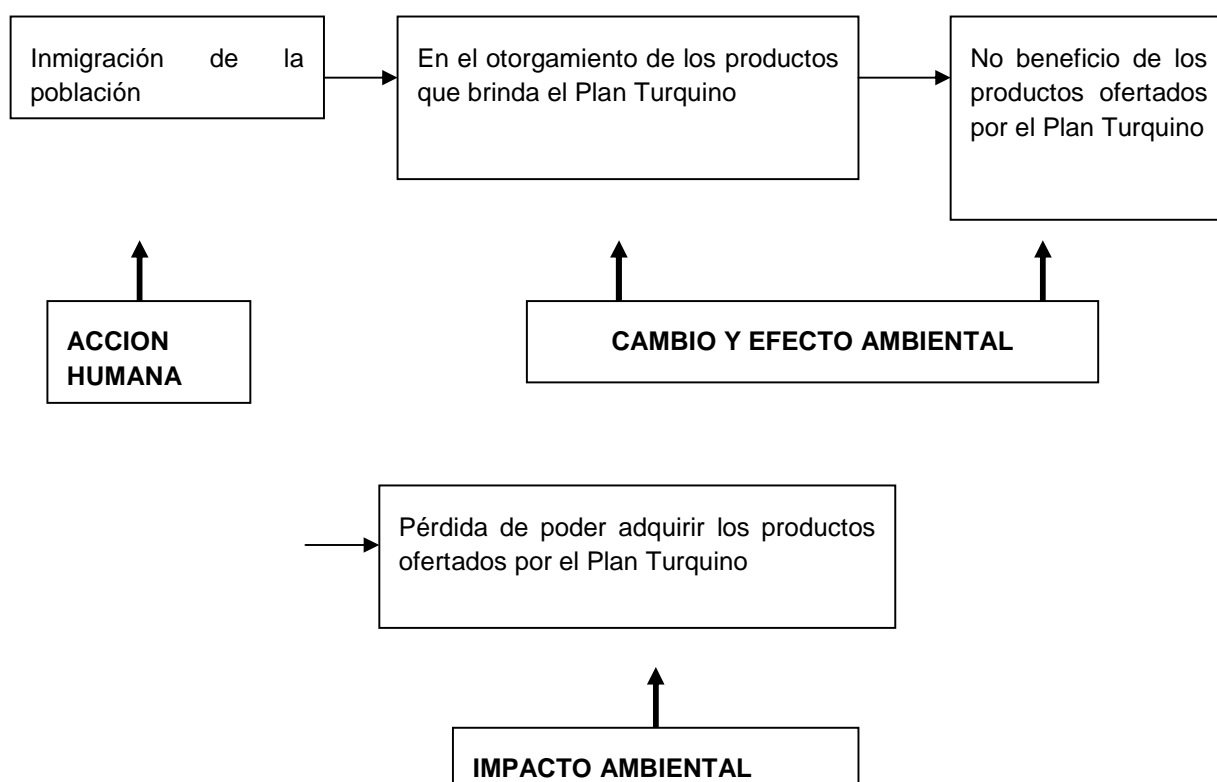 Inmigración de la
población
En el otorgamiento de los productos
que brinda el Plan Turquino
No beneficio de los
productos ofertados
por el Plan Turquino
ACCION
HUMANA
CAMBIO Y EFECTO AMBIENTAL
Pérdida de poder adquirir los productos
ofertados por el Plan Turquino
IMPACTO AMBIENTAL